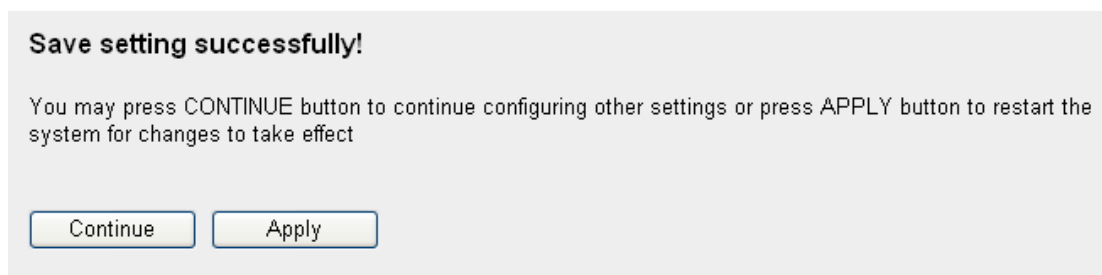 Save setting successfully!
You may press CONTINUE button to continue configuring other settings or press APPLY button to restart the
system for changes to take effect
Continue Apply